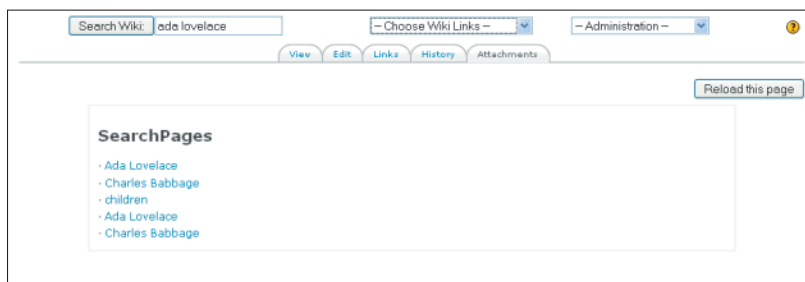 Search Wiki: ada lovelace -- Choose Wiki Links -- -- Administration -- ?
View Edit Links History Attachments
Reload this page
SearchPages
· Ada Lovelace
· Charles Babbage
· children
· Ada Lovelace
· Charles Babbage